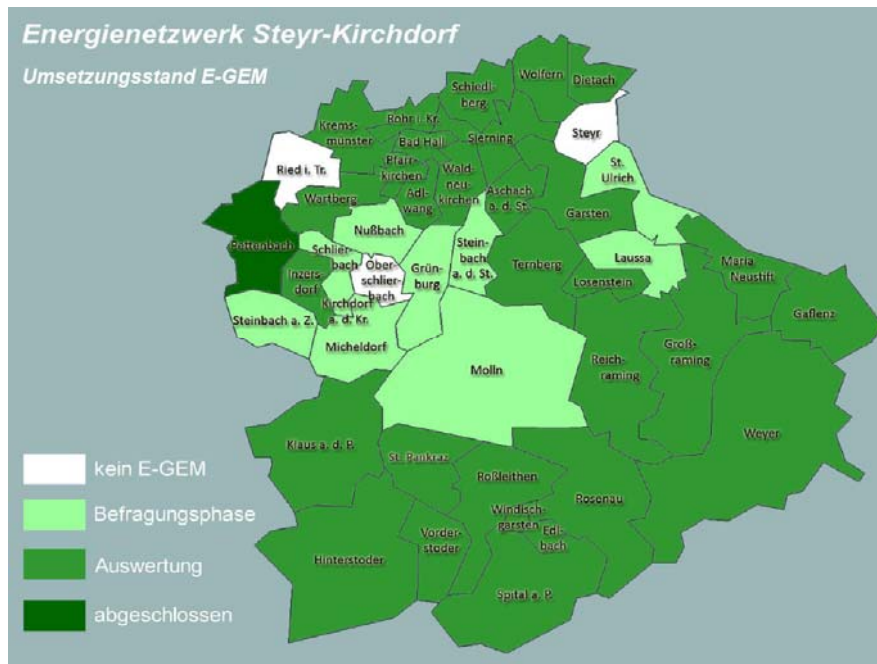 Energienetzwerk Steyr-Kirchdorf
Umsetzungsstand E-GEM
Wolfern
Dietach
Schiedl-
berg
Steyr
Rohr i. Kr.
Krems-
münster
Bad Hall
Sierning
St.
Ulrich
Ried i. Tr.
Pfarr-
kirchen
Wald-
neu-
kirchen
Aschach
a. d. St.
Adl-
wang
Wartberg
Garsten
Nußbach
Pettenbach
Schlier-
bach
Ober-
schlier-
bach
Grün-
burg
Stein-
bach
a. d. St.
Ternberg
Laussa
Maria
Neustift
Inzers-
dorf
Losenstein
Kirchdorf
a. d. Kr.
Gaflenz
Steinbach a. Z.
Micheldorf
Groß-
raming
Reich-
raming
Molln
Weyer
Klaus a. d. P.
St. Pankraz
Roßleithen
Rosenau
Windisch-
garsten
Edl-
bach
Vorder-
stoder
Hinterstoder
Spital a. P.
kein E-GEM
Befragungsphase
Auswertung
abgeschlossen